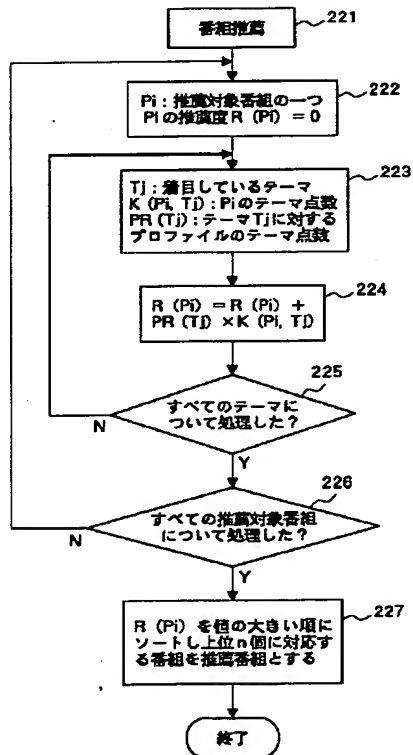 番組推薦
221
Pi：推薦対象番組の一つ
Piの推薦度R（Pi）＝0
222
Tj：着目しているテーマ
K（Pi, Tj）：Piのテーマ点数
PR（Tj）：テーマTjに対する
プロファイルのテーマ点数
223
R（Pi）＝R（Pi）＋
PR（Tj）×K（Pi, Tj）
224
すべてのテーマに
ついて処理した？
225
N
Y
すべての推薦対象番組
について処理した？
226
N
Y
R（Pi）を値の大きい項に
ソートし上位n個に対応す
る番組を推薦番組とする
227
終了